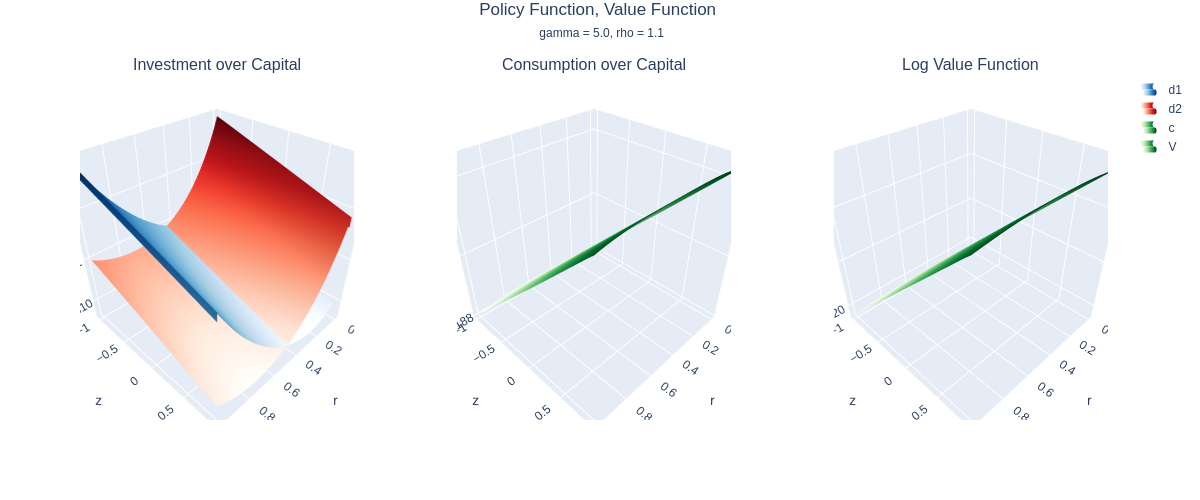 Policy Function, Value Function
gamma = 5.0, rho = 1.1
Investment over Capital
Consumption over Capital
Log Value Function
d1
d2
c
V
10
−1
−0.5
0
0.5
z
0
0.2
0.4
0.6
0.8
r
−1
−0.5
0
0.5
z
0
0.2
0.4
0.6
0.8
r
20
−1
−0.5
0
0.5
z
0
0.2
0.4
0.6
0.8
r